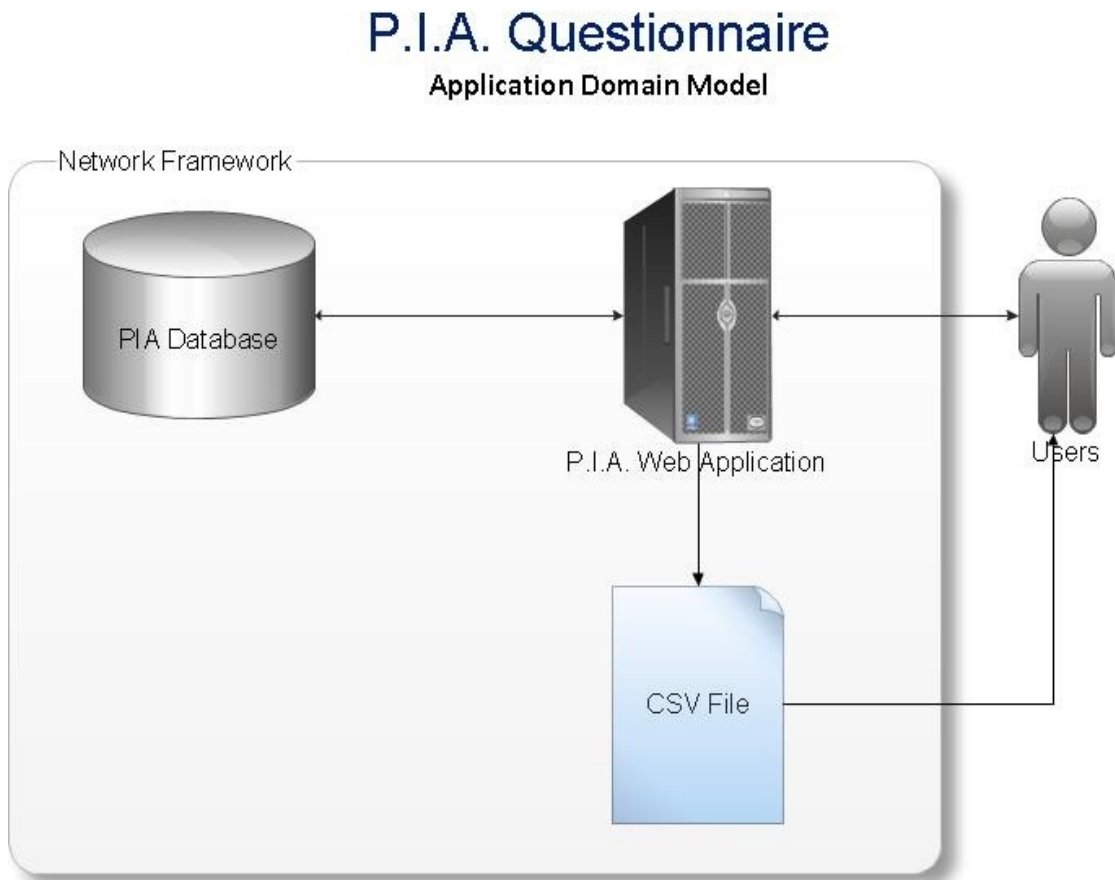 P.I.A. Questionnaire
Application Domain Model
Network Framework
PIA Database
P.I.A. Web Application
Users
CSV File